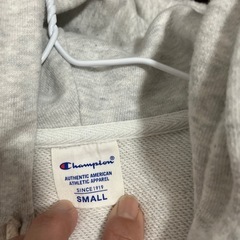 Champion
AUTHENTIC AMERICAN
ATHLETIC APPAREL
SINCE 1919
SMALL